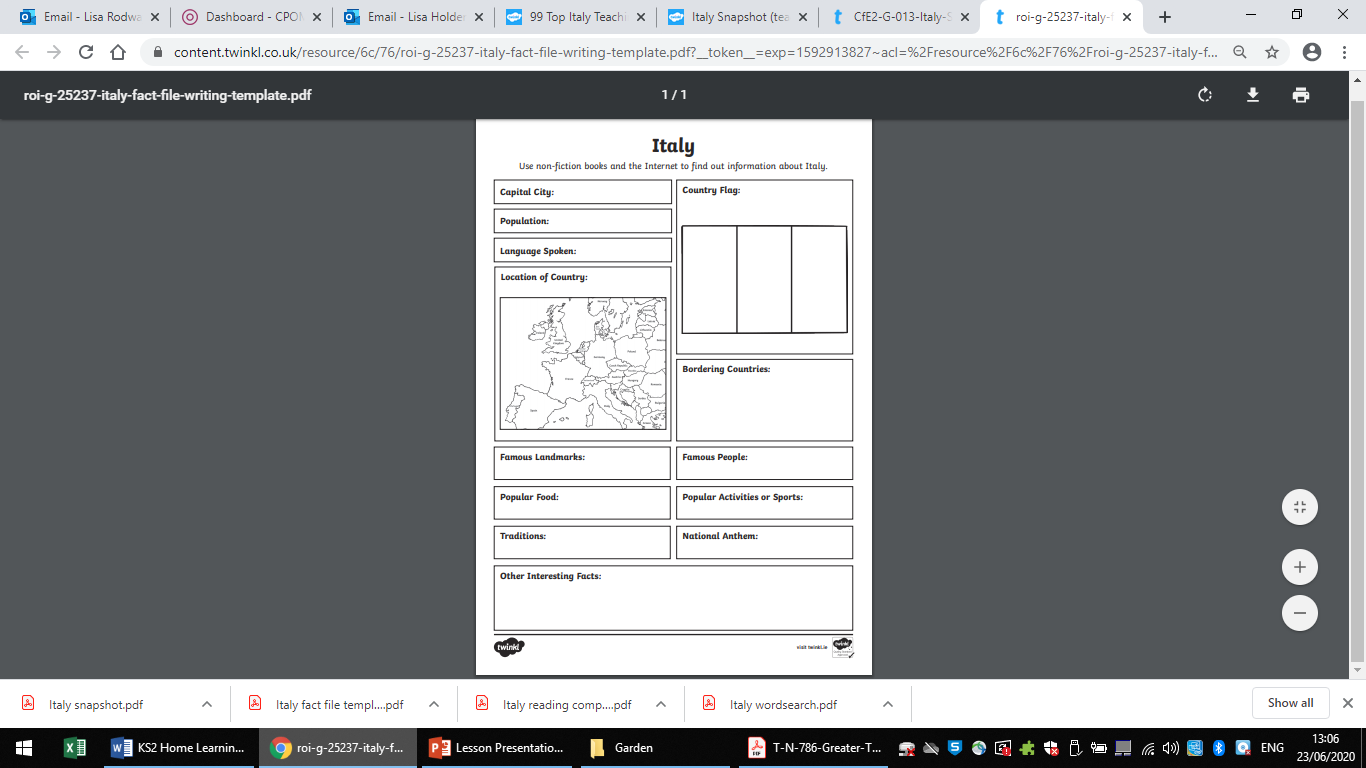 Email - Lisa Rodwa
Dashboard - CPOM
Email - Lisa Holder
99 Top Italy Teachi
Italy Snapshot (tea
CfE2-G-013-Italy-S
roi-g-25237-italy-f
content.twinkl.co.uk/resource/6c/76/roi-g-25237-italy-fact-file-writing-template.pdf?__token__=exp=1592913827~acl=%2Fresource%2F6c%2F76%2Froi-g-25237-italy-f...
roi-g-25237-italy-fact-file-writing-template.pdf
1 / 1
Italy
Use non-fiction books and the Internet to find out information about Italy.
Capital City:
Population:
Language Spoken:
Location of Country:
Country Flag:
Bordering Countries:
Famous Landmarks:
Famous People:
Popular Food:
Popular Activities or Sports:
Traditions:
National Anthem:
Other Interesting Facts:
twinkl
visit twinkl.ie
Italy snapshot.pdf
Italy fact file templ....pdf
Italy reading comp....pdf
Italy wordsearch.pdf
Show all
KS2 Home Learnin...
roi-g-25237-italy-f...
Lesson Presentatio...
Garden
T-N-786-Greater-T...
ENG
13:06
23/06/2020